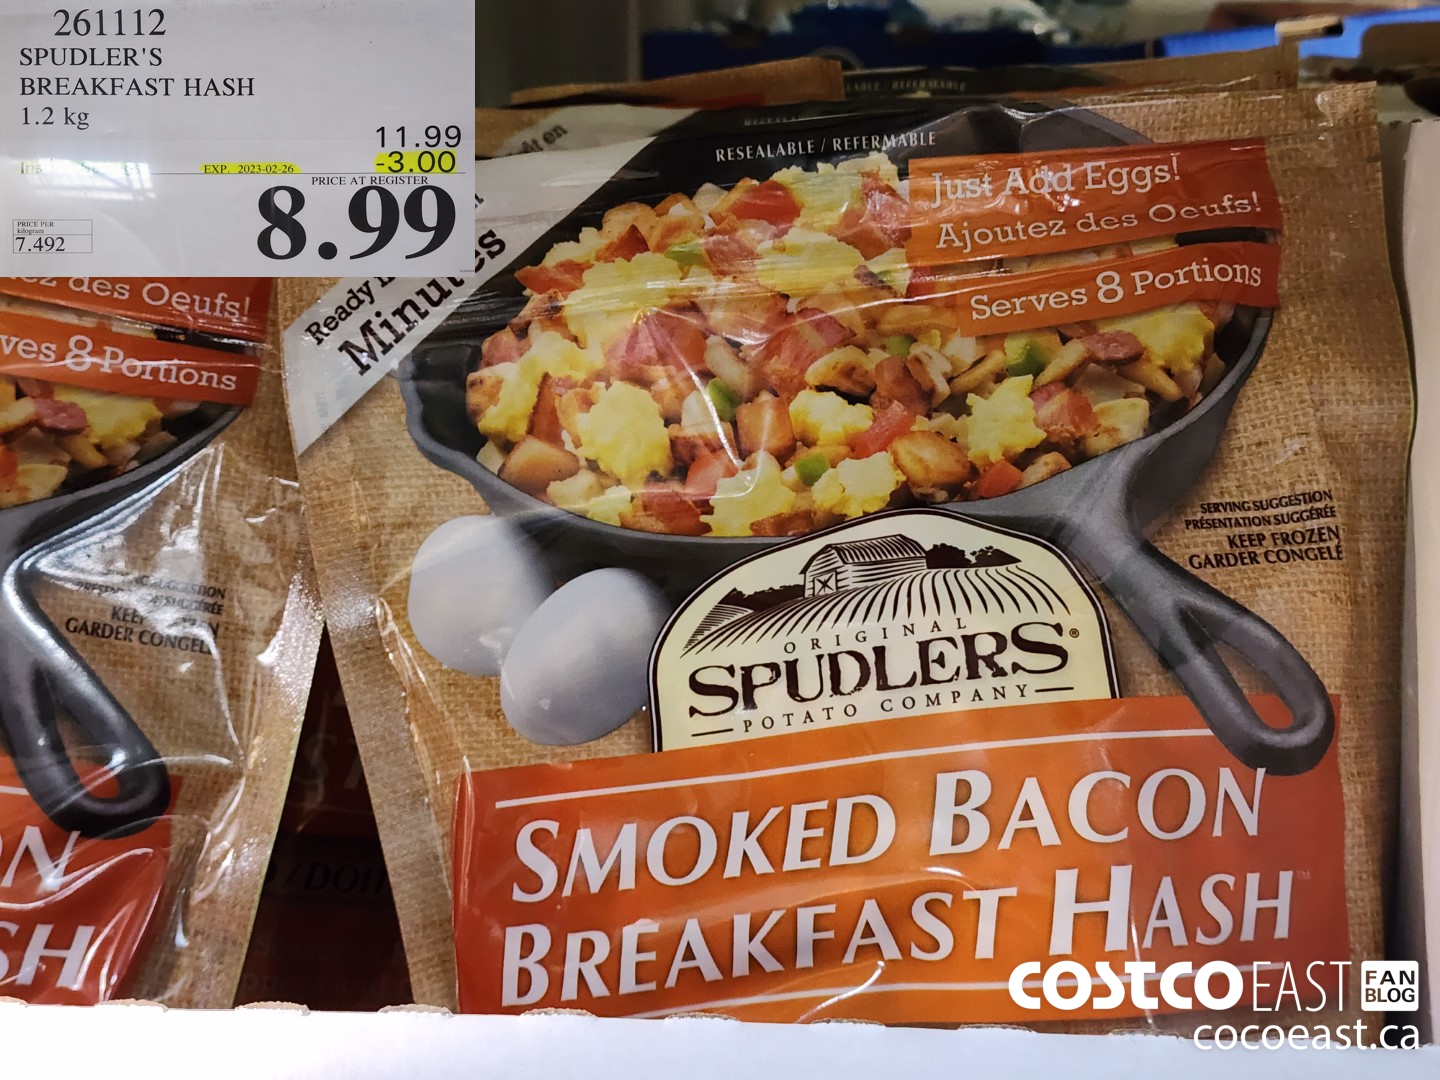 261112
SPUDLER'S
BREAKFAST HASH
1.2 kg
11.99
EXP. 2023-02-26 -3.00
PRICE AT REGISTER
8.99
PRICE PER
kilogram
7.492
RESEALABLE / REFERMABLE
Just Add Eggs!
Ajoutez des Oeufs!
Serves 8 Portions
Ready
Minutes
SERVING SUGGESTION
PRÉSENTATION SUGGÉRÉE
KEEP FROZEN
GARDER CONGELÉ
ORIGINAL
SPUDLERS®
POTATO COMPANY
SMOKED BACON
BREAKFAST HASH™
des Oeufs!
ves 8 Portions
GARDER CONGELÉ
ON
SH
COSTCO EAST FAN BLOG
cocoeast.ca